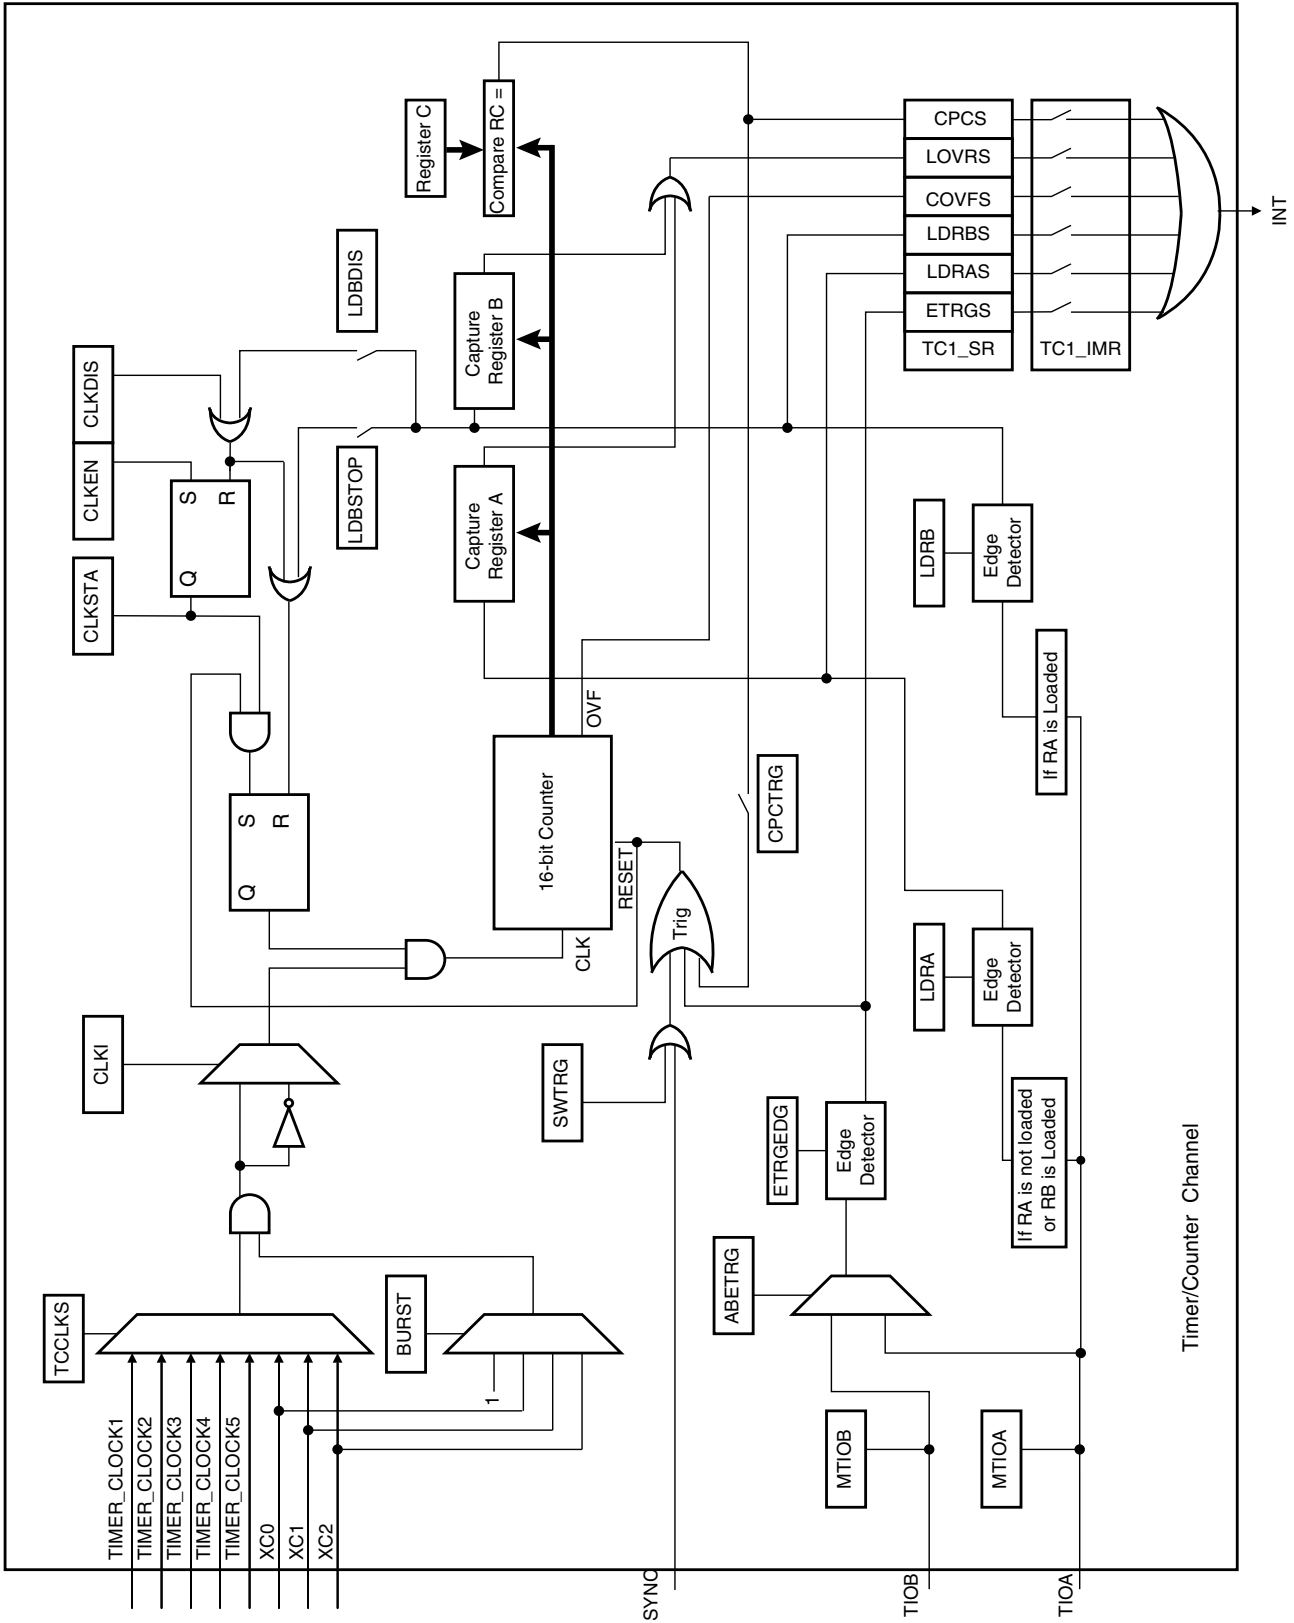 TCCLKS
TIMER_CLOCK1
TIMER_CLOCK2
TIMER_CLOCK3
TIMER_CLOCK4
TIMER_CLOCK5
XC0
XC1
XC2
CLKI
CLKSTA
CLKEN
CLKDIS
Q
S
R
Q
S
R
BURST
1
LDBSTOP
LDBDIS
Register C
Capture
Register A
Capture
Register B
Compare RC =
16-bit Counter
CLK
OVF
RESET
SWTRG
SYNC
Trig
CPCTRG
ABETRG
ETRGEDG
Edge
Detector
MTIOB
TIOB
LDRA
Edge
Detector
LDRB
Edge
Detector
MTIOA
TIOA
If RA is not loaded
or RB is Loaded
If RA is Loaded
CPCS
LOVRS
COVFS
LDRBS
LDRAS
ETRGS
TC1_SR
TC1_IMR
INT
Timer/Counter Channel